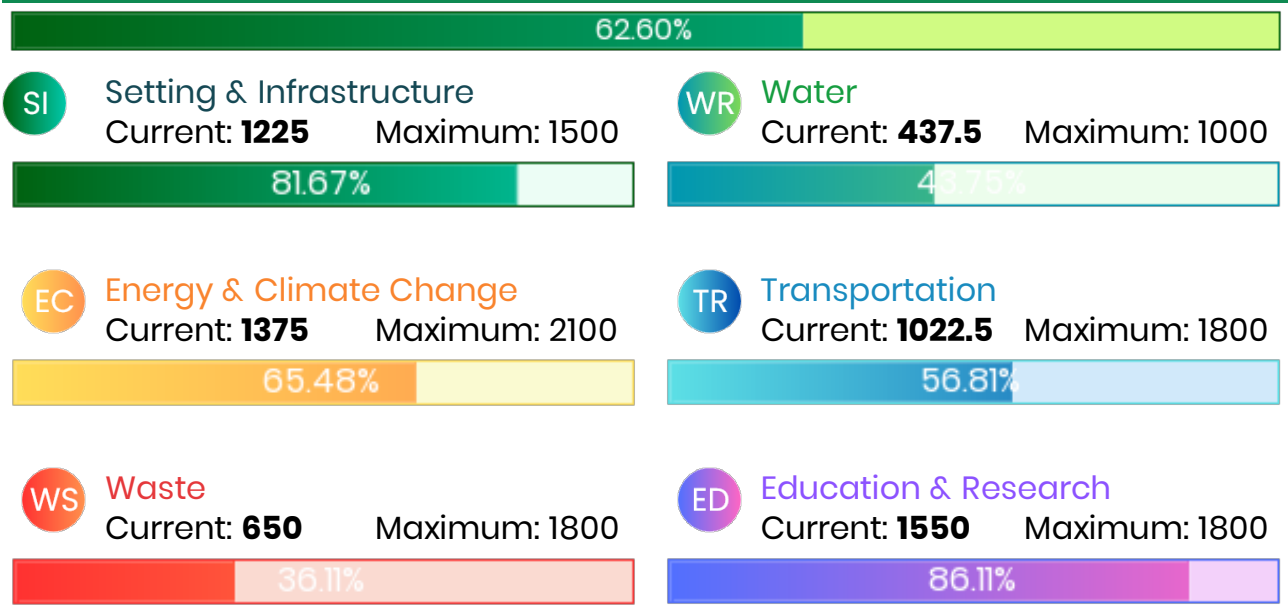 62.60%
SI Setting & Infrastructure
Current: 1225 Maximum: 1500
81.67%
WR Water
Current: 437.5 Maximum: 1000
43.75%
EC Energy & Climate Change
Current: 1375 Maximum: 2100
65.48%
TR Transportation
Current: 1022.5 Maximum: 1800
56.81%
WS Waste
Current: 650 Maximum: 1800
36.11%
ED Education & Research
Current: 1550 Maximum: 1800
86.11%